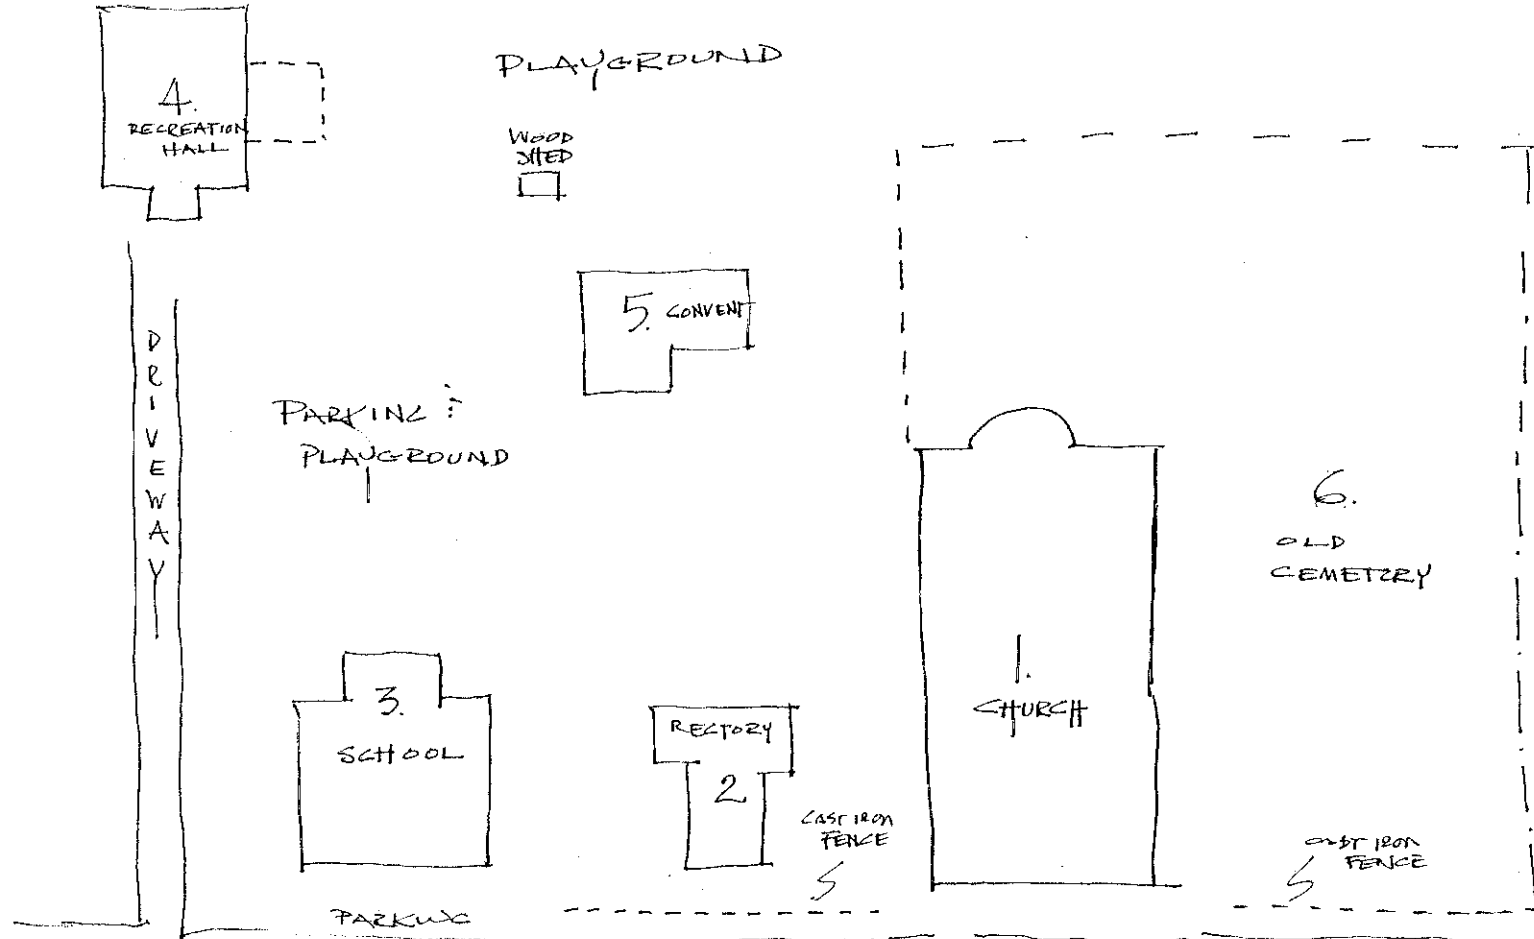 PLAYGROUND
4.
RECREATION
HALL
WOOD
SHED
5. CONVENT
DRIVEWAY
PARKING &
PLAYGROUND
6.
OLD
CEMETERY
1.
CHURCH
3.
SCHOOL
RECTORY
2
CAST IRON
FENCE
CAST IRON
FENCE
PARKING